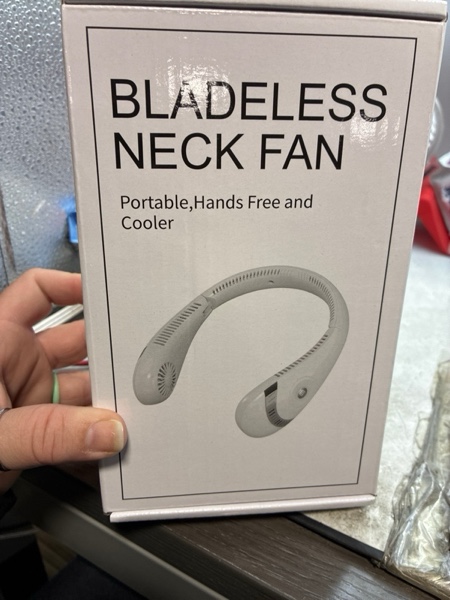 BLADELESS
NECK FAN
Portable,Hands Free and
Cooler